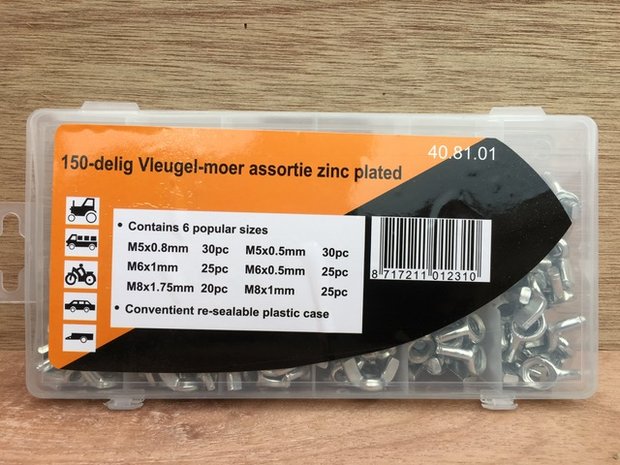 40.81.01
150-delig Vleugel-moer assortie zinc plated
• Contains 6 popular sizes
M5x0.8mm 30pc M5x0.5mm 30pc
M6x1mm 25pc M6x0.5mm 25pc
M8x1.75mm 20pc M8x1mm 25pc
• Conventient re-sealable plastic case
8 717211 012310